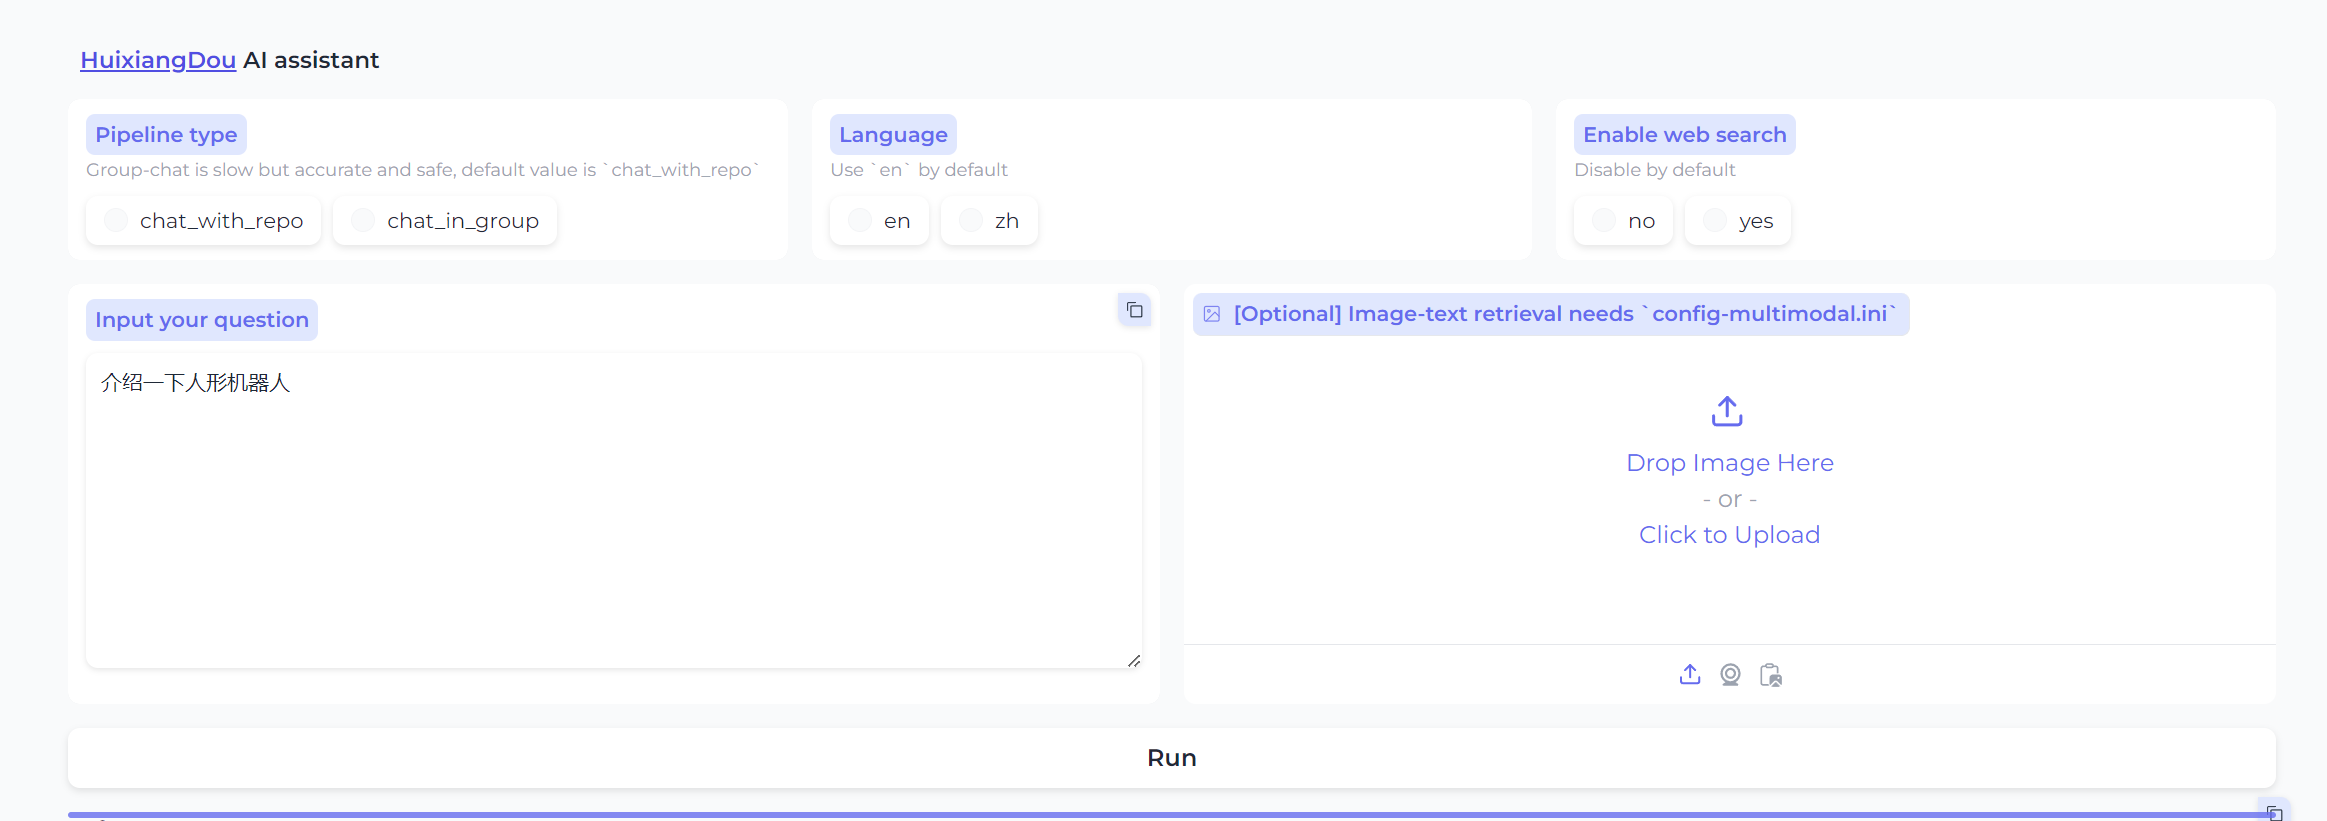 HuixiangDou AI assistant
Pipeline type
Group-chat is slow but accurate and safe, default value is `chat_with_repo`
chat_with_repo
chat_in_group
Language
Use `en` by default
en
zh
Enable web search
Disable by default
no
yes
Input your question
介绍一下人形机器人
[Optional] Image-text retrieval needs `config-multimodal.ini`
Drop Image Here
- or -
Click to Upload
Run